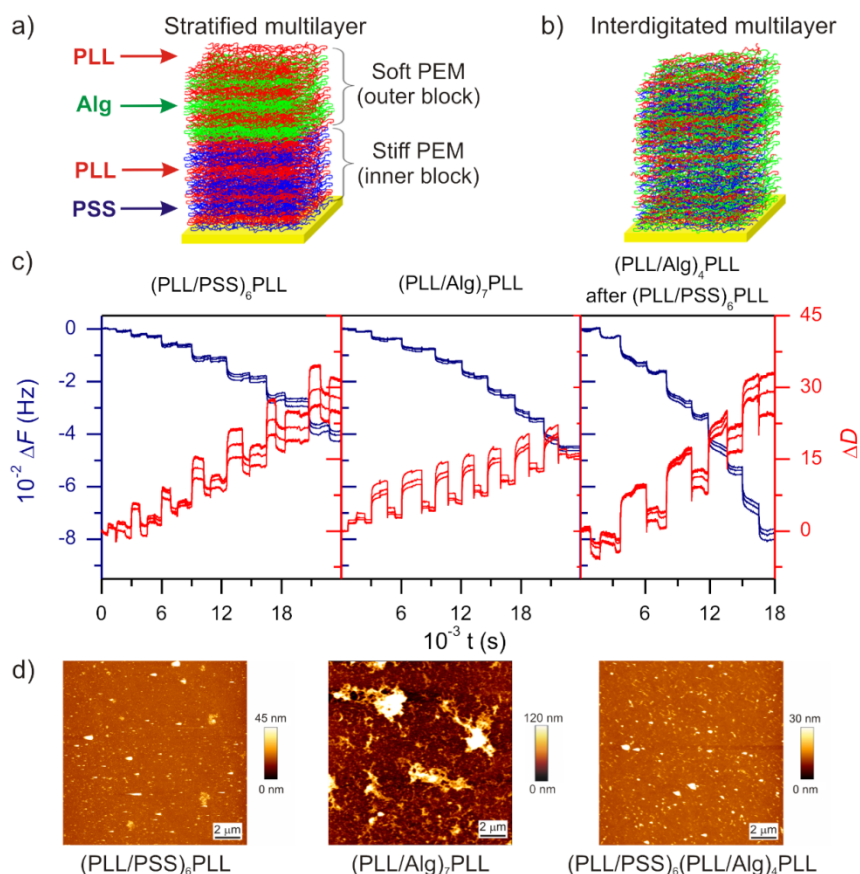 a)
Stratified multilayer
PLL
Alg
PLL
PSS
Soft PEM
(outer block)
Stiff PEM
(inner block)
b)
Interdigitated multilayer
c)
(PLL/PSS)₆PLL
(PLL/Alg)₇PLL
(PLL/Alg)₄PLL
after (PLL/PSS)₆PLL
10⁻² ΔF (Hz)
0
-2
-4
-6
-8
45
30
15
0
ΔD
0 6 12 18
6 12 18
6 12 18
10⁻³ t (s)
d)
45 nm
0 nm
2 µm
120 nm
0 nm
2 µm
30 nm
0 nm
2 µm
(PLL/PSS)₆PLL
(PLL/Alg)₇PLL
(PLL/PSS)₆(PLL/Alg)₄PLL